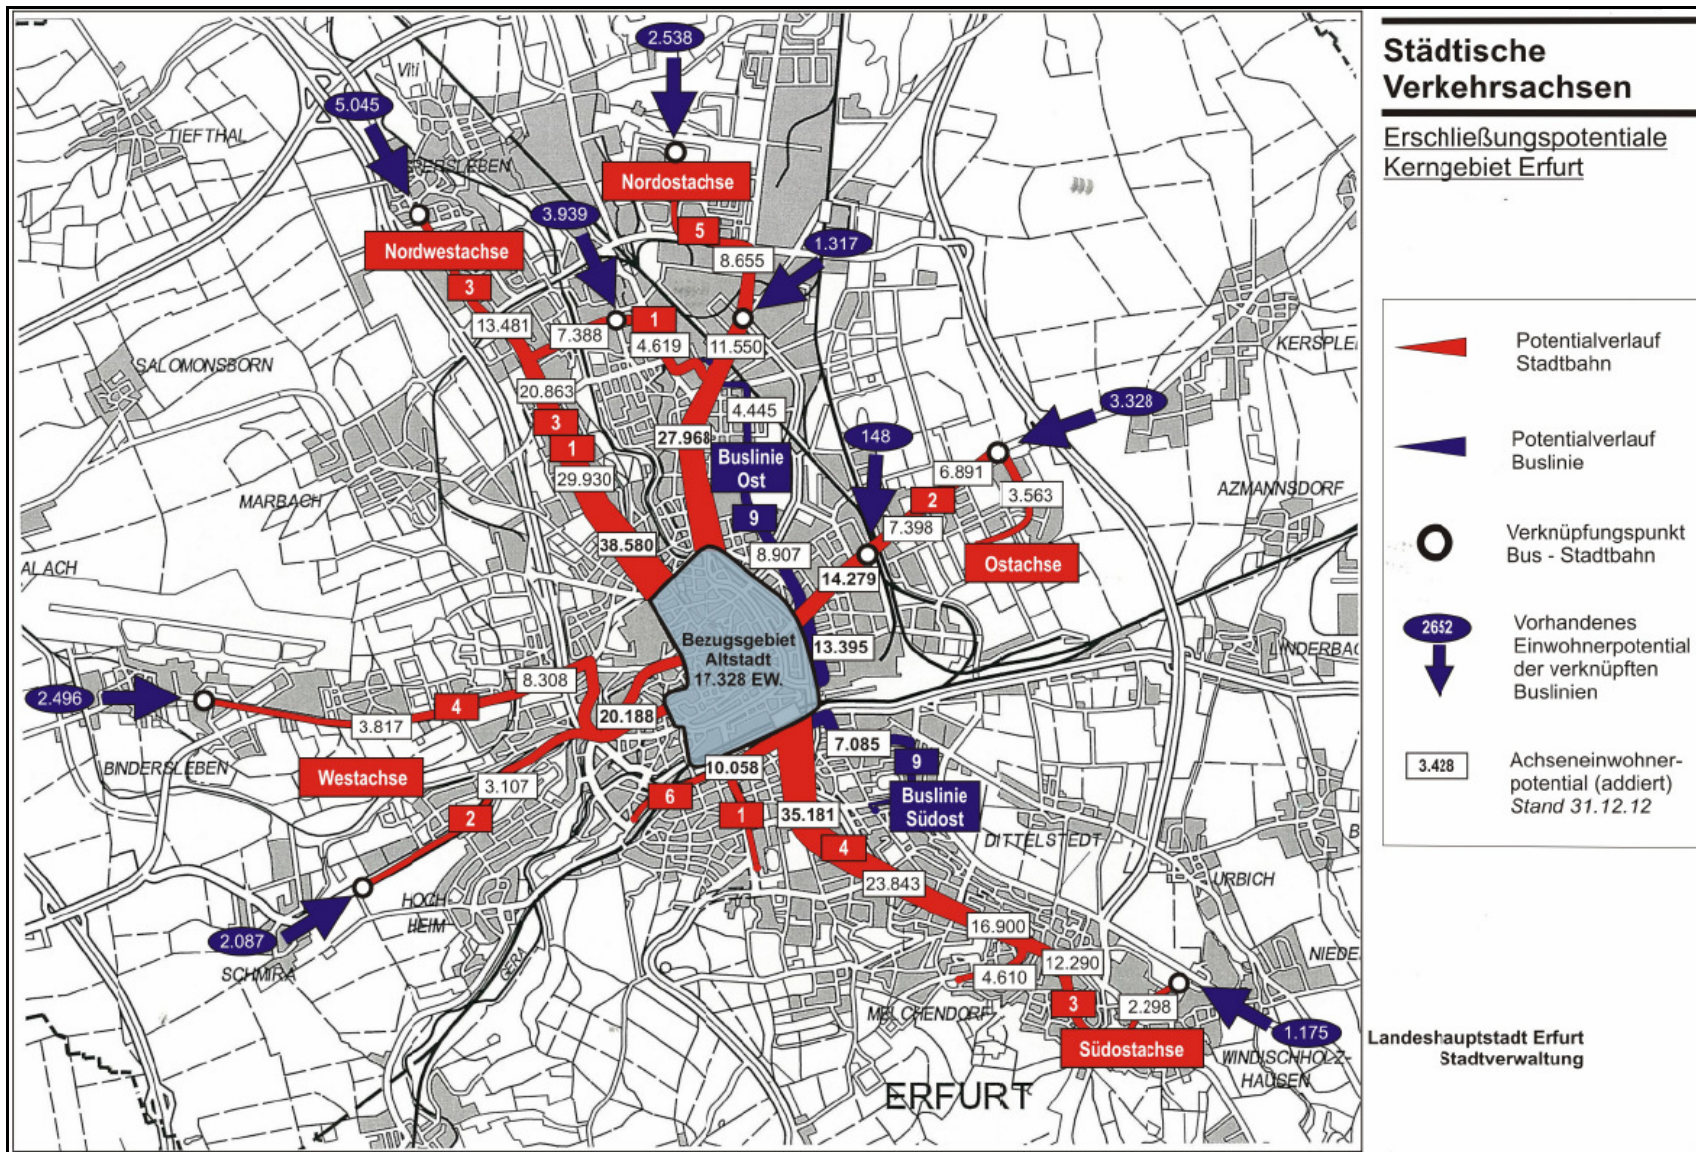 Städtische
Verkehrsachsen
Erschließungspotentiale
Kerngebiet Erfurt
Potentialverlauf
Stadtbahn
Potentialverlauf
Buslinie
Verknüpfungspunkt
Bus - Stadtbahn
2652
Vorhandenes
Einwohnerpotential
der verknüpften
Buslinien
3.428
Achseneinwohner-
potential (addiert)
Stand 31.12.12
Landeshauptstadt Erfurt
Stadtverwaltung
2.538
Viti
5.045
TIEFTHAL
Nordostachse
3.939
5
1.317
Nordwestachse
8.655
3
13.481
7.388
1
4.619
11.550
SALOMONSBORN
20.863
4.445
3.328
3
27.968
148
1
Buslinie
Ost
29.930
6.891
3.563
MARBACH
AZMANNSDORF
2
9
7.398
38.580
8.907
Ostachse
ALACH
14.279
Bezugsgebiet
Altstadt
17.328 EW.
13.395
2.496
8.308
4
3.817
20.188
7.085
BINDERSLEBEN
Westachse
10.058
9
3.107
6
Buslinie
Südost
2
1
35.181
DITTELSTEDT
4
23.843
URBICH
HOCH
HEIM
16.900
2.087
SCHMIRA
GERA
12.290
4.610
3
2.298
MELCHENDORF
1.175
Südostachse
WINDISCHHOLZ-
HAUSEN
ERFURT